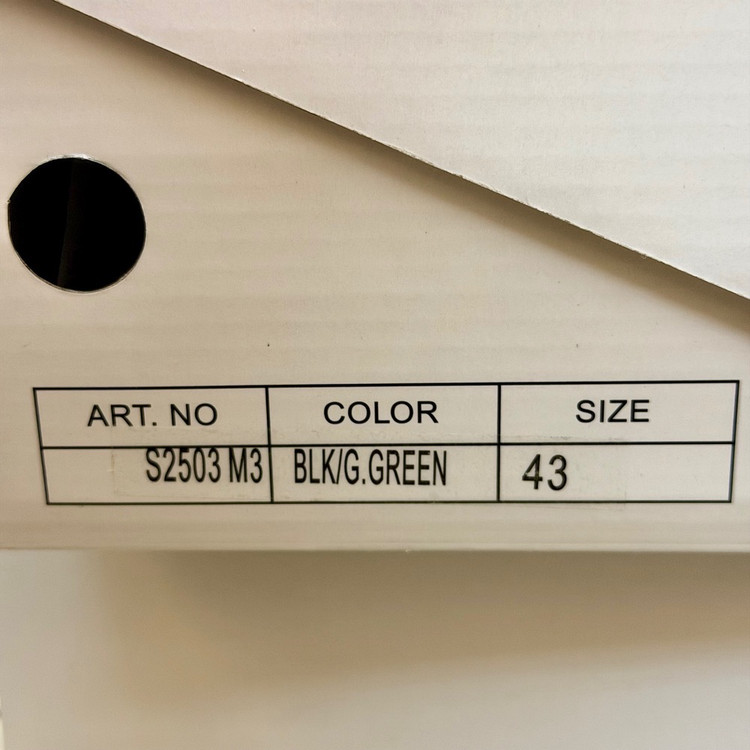 ART. NO COLOR SIZE
S2503 M3 BLK/G.GREEN 43